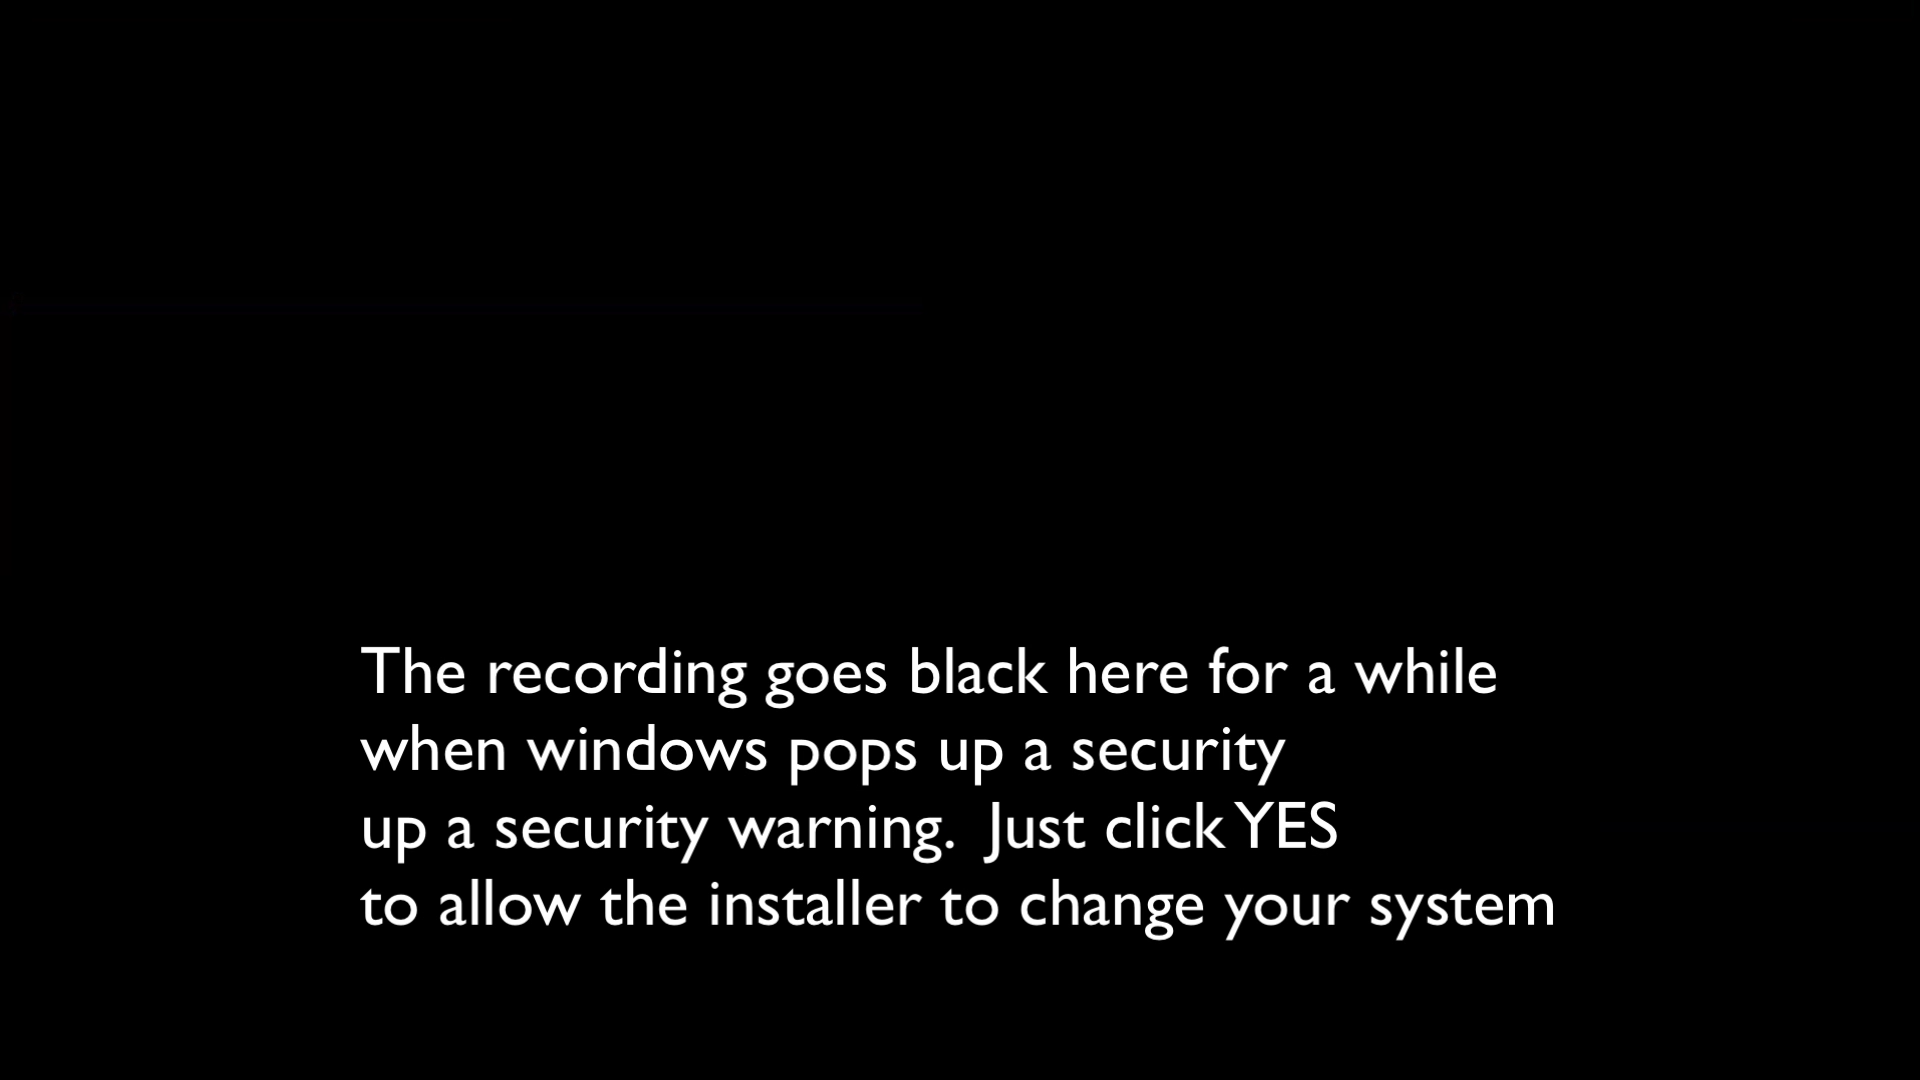 The recording goes black here for a while
when windows pops up a security
up a security warning.  Just click YES
to allow the installer to change your system